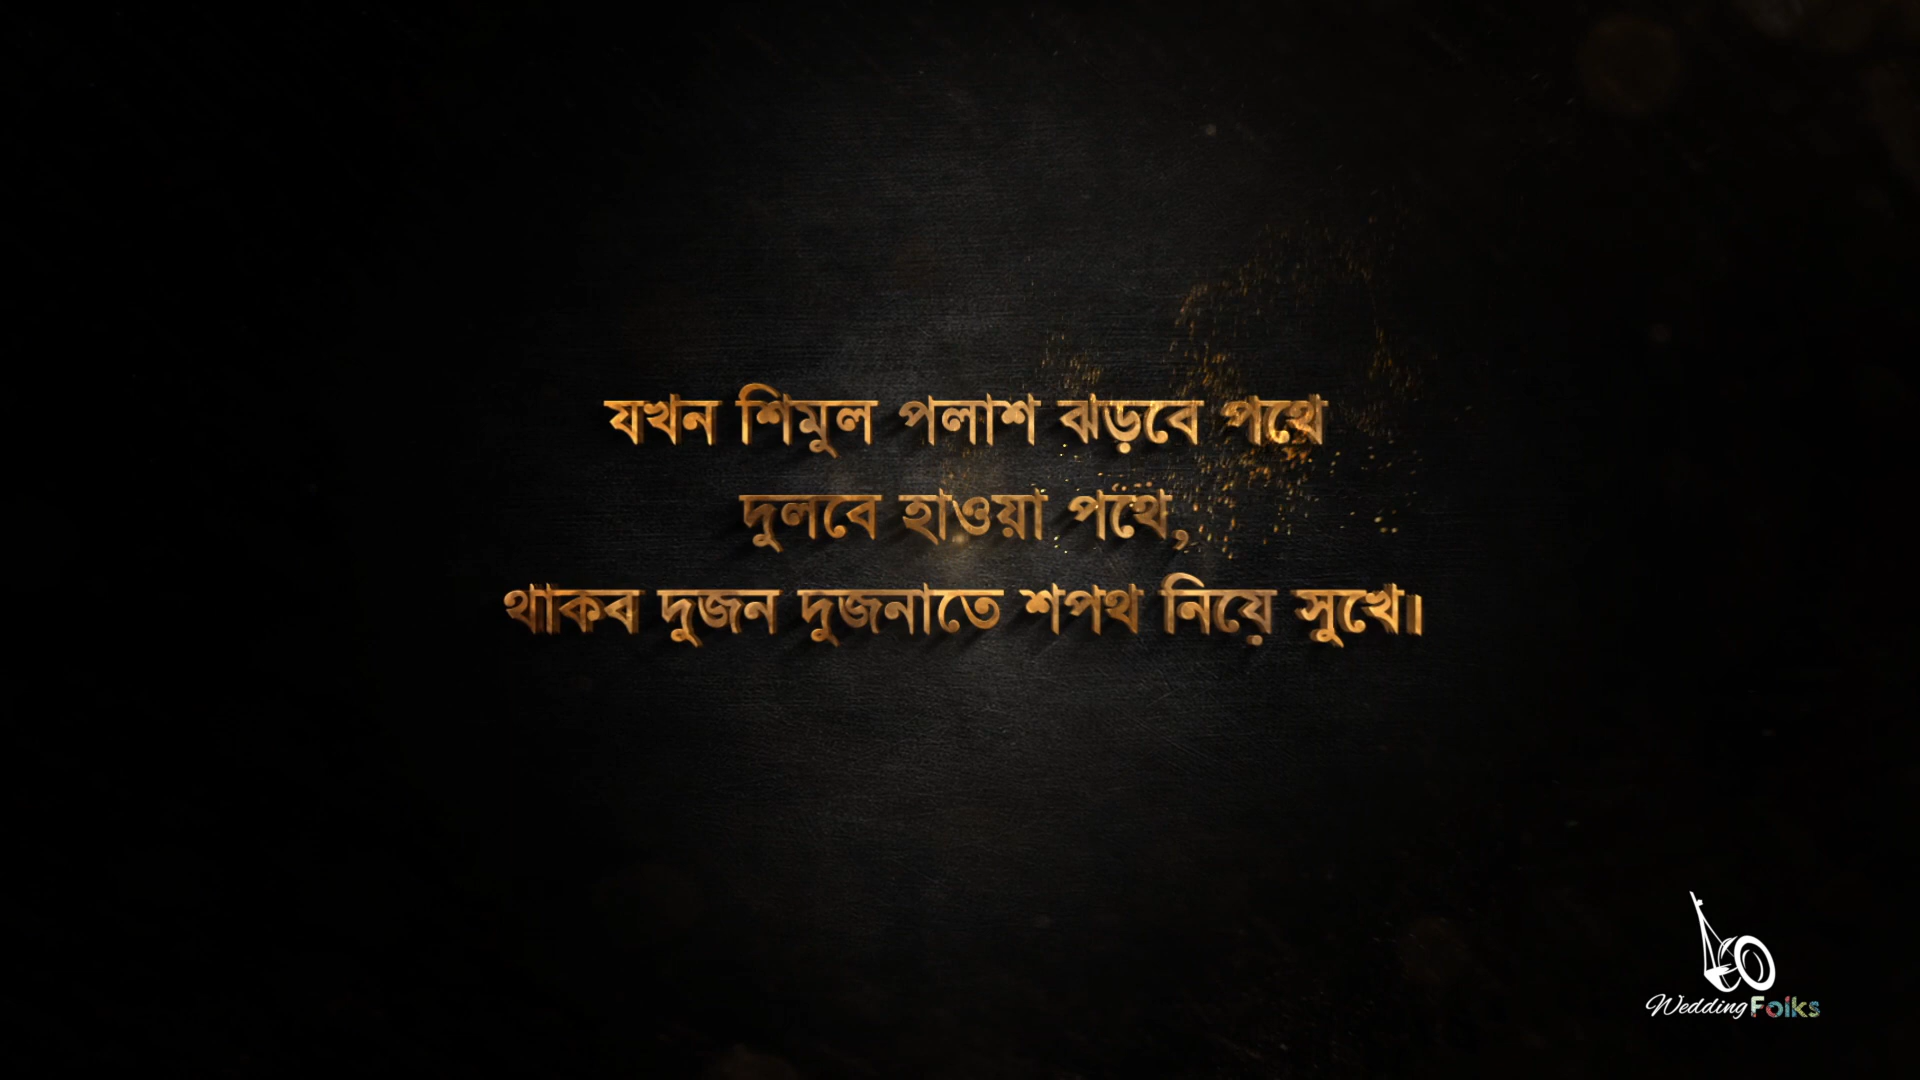 যখন শিমুল পলাশ ঝড়বে পথে
দুলবে হাওয়া পথে,
থাকব দুজন দুজনাতে শপথ নিয়ে সুখে।
Wedding Folks